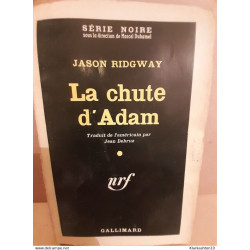 SÉRIE NOIRE
sous la direction de Marcel Duhamel
JASON RIDGWAY
La chute
d'Adam
Traduit de l'américain par
Jean Debruz
nrf
GALLIMARD